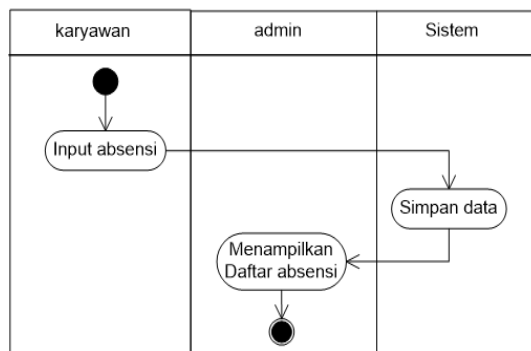 karyawan
admin
Sistem
Input absensi
Simpan data
Menampilkan
Daftar absensi